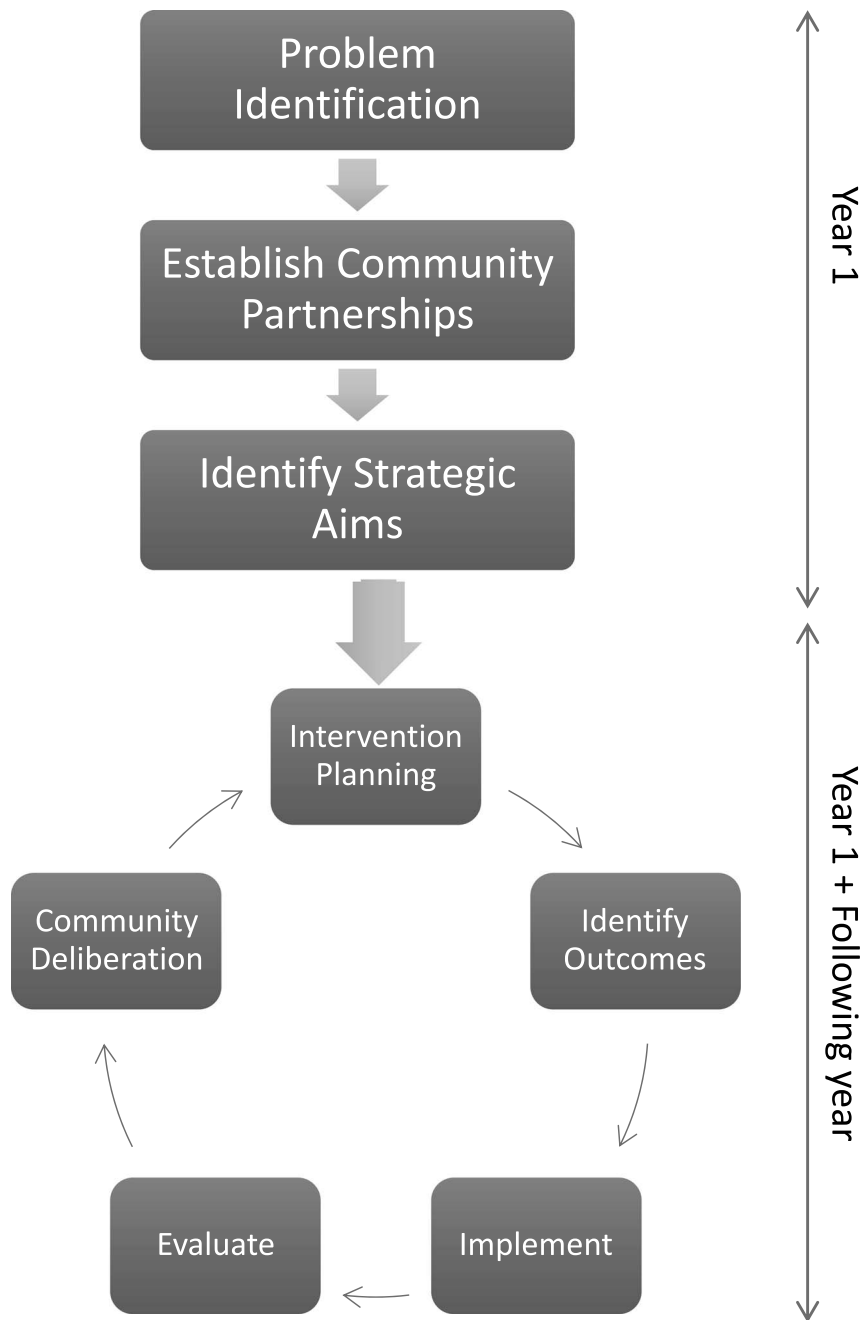 Problem
Identification
Establish Community
Partnerships
Identify Strategic
Aims
Year 1
Intervention
Planning
Identify
Outcomes
Implement
Evaluate
Community
Deliberation
Year 1 + Following year